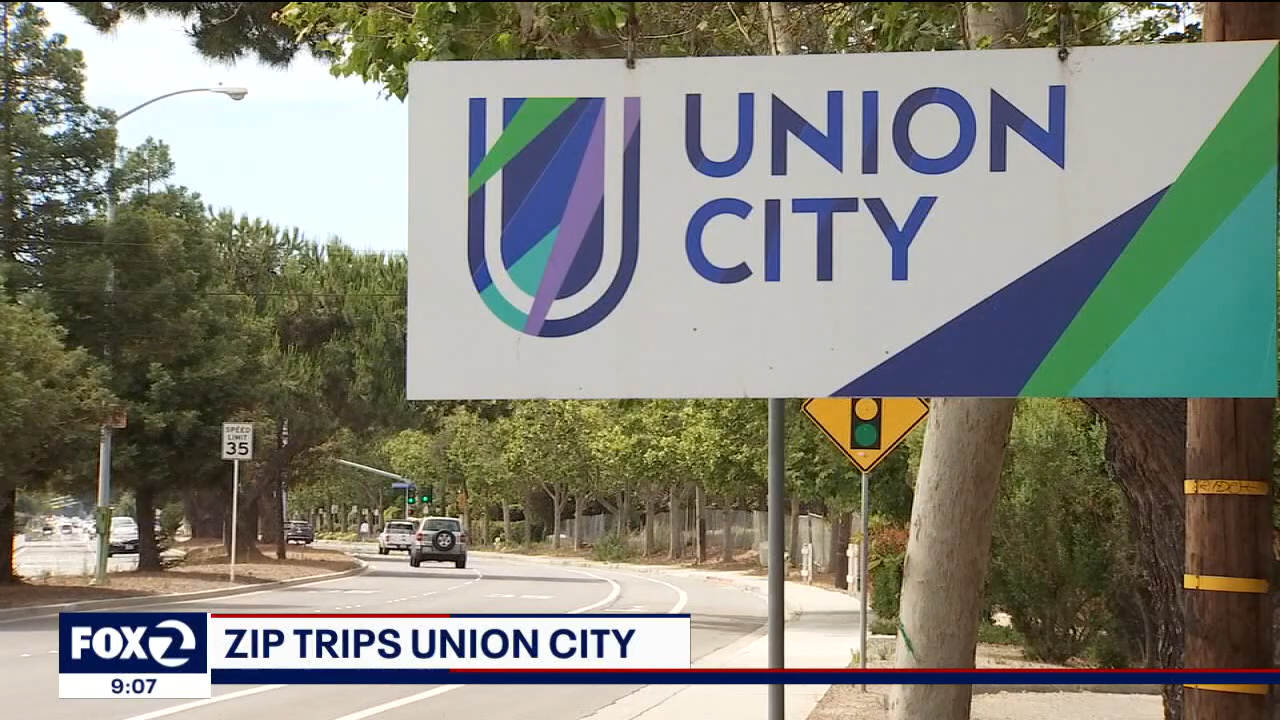 UNION
CITY
SPEED
LIMIT
35
FOX 2
ZIP TRIPS UNION CITY
9:07